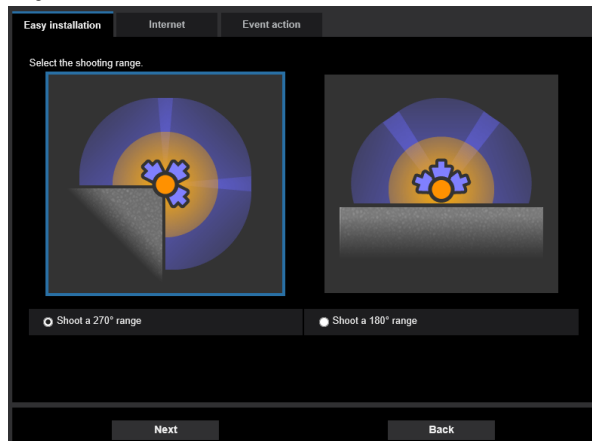 Easy installation
Internet
Event action
Select the shooting range.
Shoot a 270° range
Shoot a 180° range
Next
Back